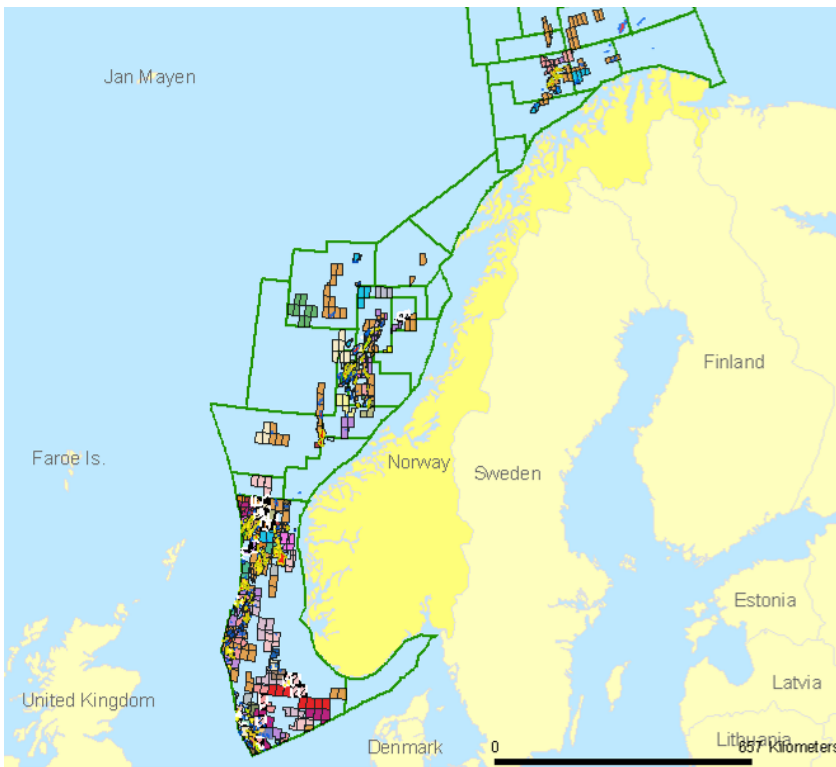 Jan Mayen
Finland
Faroe Is.
Norway
Sweden
Estonia
Latvia
United Kingdom
Lithuania
Denmark
0
657 Kilometers